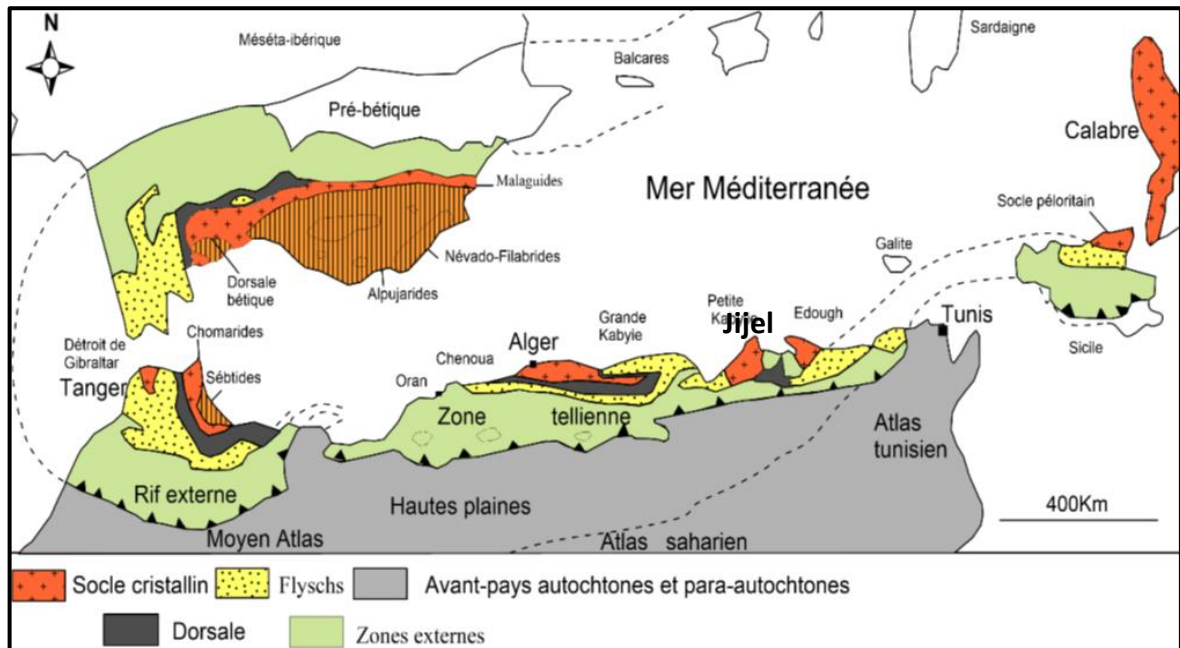 N
Méséta-ibérique
Sardaigne
Balcares
Pré-bétique
Calabre
Malaguides
Mer Méditerranée
Socle péloritain
Névado-Filabrides
Galite
Dorsale
bétique
Alpujarides
Petite
Kabylie
Jijel
Edough
Tunis
Grande
Kabyie
Détroit de
Gibraltar
Chomarides
Alger
Chenoua
Sicile
Tanger
Sébtides
Oran
Zone tellienne
Atlas
tunisien
Rif externe
Hautes plaines
400Km
Moyen Atlas
Atlas saharien
Socle cristallin
Flyschs
Avant-pays autochtones et para-autochtones
Dorsale
Zones externes